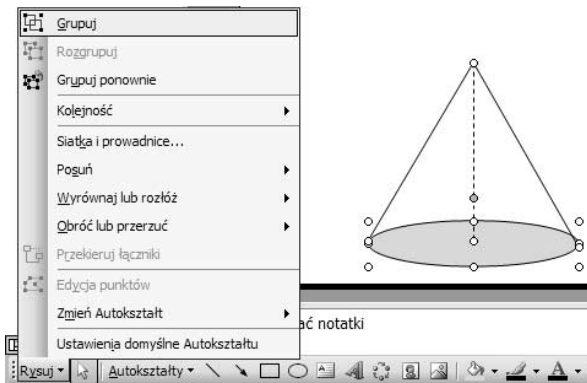 Grupuj
Rozgrupuj
Grupuj ponownie
Kolejność
Siatka i prowadnice...
Posuń
Wyrównaj lub rozłóż
Obróć lub przerzuć
Przekieruj łączniki
Edycja punktów
Zmień Autokształt
Ustawienia domyślne Autokształtu
ać notatki
Rysuj
Autokształty